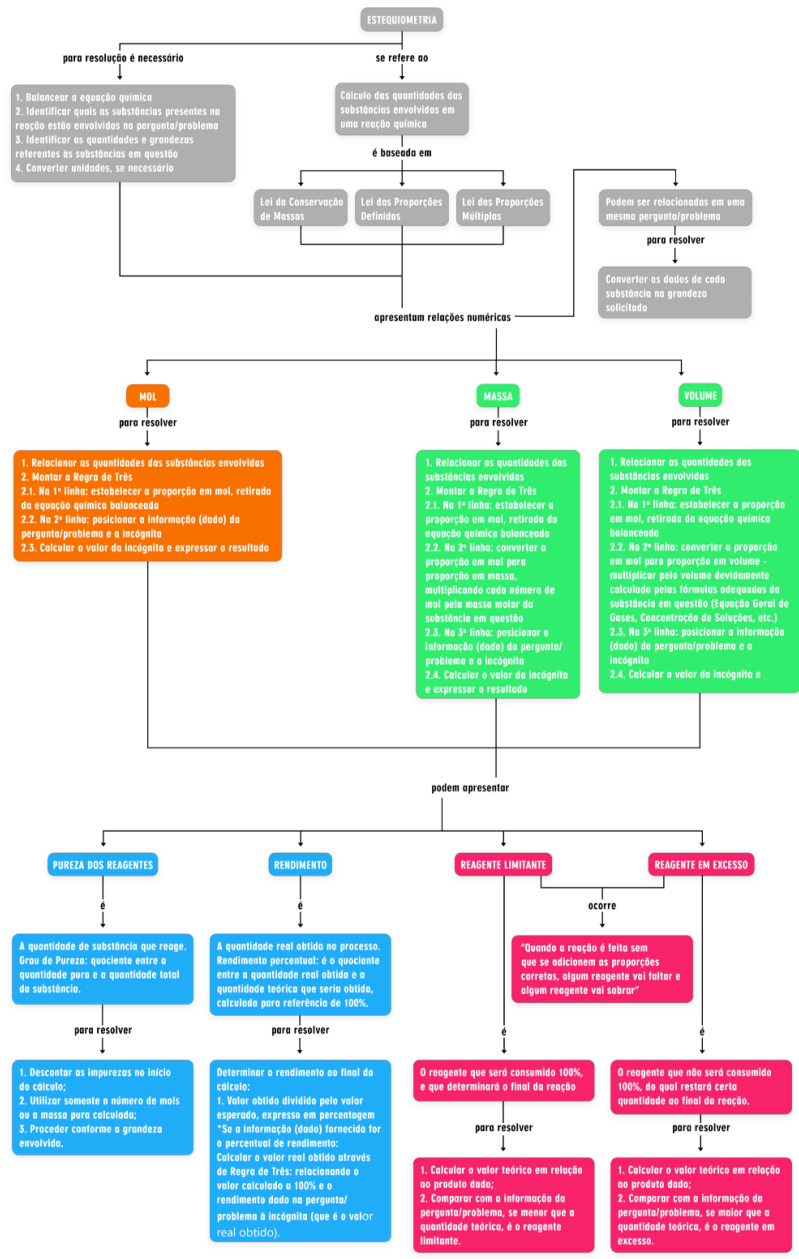 ESTEQUIOMETRIA
para resolução é necessário
se refere ao
1. Balancear a equação química
2. Identificar quais as substâncias presentes na
reação estão envolvidas na pergunta/problema
3. Identificar as quantidades e grandezas
referentes às substâncias em questão
4. Converter unidades, se necessário
Cálculo das quantidades das
substâncias envolvidas em
uma reação química
é baseada em
Lei da Conservação
de Massas
Lei das Proporções
Definidas
Lei das Proporções
Múltiplas
Podem ser relacionadas em uma
mesma pergunta/problema
para resolver
Converter os dados de cada
substância na grandeza
solicitada
apresentam relações numéricas
MOL
para resolver
1. Relacionar as quantidades das substâncias envolvidas
2. Montar a Regra de Três
2.1. Na 1ª linha: estabelecer a proporção em mol, retirada
da equação química balanceada
2.2. Na 2ª linha: posicionar a informação (dado) da
pergunta/problema e a incógnita
2.3. Calcular o valor da incógnita e expressar o resultado
MASSA
para resolver
1. Relacionar as quantidades das
substâncias envolvidas
2. Montar a Regra de Três
2.1. Na 1ª linha: estabelecer a
proporção em mol, retirada da
equação química balanceada
2.2. Na 2ª linha: converter a
proporção em mol para
proporção em massa,
multiplicando cada número de
mol pela massa molar da
substância em questão
2.3. Na 3ª linha: posicionar a
informação (dado) da pergunta/
problema e a incógnita
2.4. Calcular o valor da incógnita
e expressar o resultado
VOLUME
para resolver
1. Relacionar as quantidades das
substâncias envolvidas
2. Montar a Regra de Três
2.1. Na 1ª linha: estabelecer a proporção
em mol, retirada da equação química
balanceada
2.2. Na 2ª linha: converter a proporção
em mol para proporção em volume -
multiplicar pelo volume devidamente
calculado pelas fórmulas adequadas da
substância em questão (Equação Geral de
Gases, Concentração de Soluções, etc.)
2.3. Na 3ª linha: posicionar a informação
(dado) da pergunta/problema e a
incógnita
2.4. Calcular o valor da incógnita e
podem apresentar
PUREZA DOS REAGENTES
é
A quantidade de substância que reage.
Grau de Pureza: quociente entre a
quantidade pura e a quantidade total
da substância.
para resolver
1. Descontar as impurezas no início
do cálculo;
2. Utilizar somente o número de mols
ou a massa pura calculada;
3. Proceder conforme a grandeza
envolvida.
RENDIMENTO
é
A quantidade real obtida no processo.
Rendimento percentual: é o quociente
entre a quantidade real obtida e a
quantidade teórica que seria obtida,
calculada para referência de 100%.
para resolver
Determinar o rendimento ao final do
cálculo:
1. Valor obtido dividido pelo valor
esperado, expresso em percentagem
*Se a informação (dado) fornecida for
o percentual de rendimento:
Calcular o valor real obtido através
de Regra de Três: relacionando o
valor calculado a 100% e o
rendimento dado na pergunta/
problema à incógnita (que é o valor
real obtido).
REAGENTE LIMITANTE
REAGENTE EM EXCESSO
ocorre
"Quando a reação é feita sem
que se adicionem as proporções
corretas, algum reagente vai faltar e
algum reagente vai sobrar"
é
O reagente que será consumido 100%,
e que determinará o final da reação
para resolver
1. Calcular o valor teórico em relação
ao produto dado;
2. Comparar com a informação da
pergunta/problema, se menor que a
quantidade teórica, é o reagente
limitante.
é
O reagente que não será consumido
100%, do qual restará certa
quantidade ao final da reação.
para resolver
1. Calcular o valor teórico em relação
ao produto dado;
2. Comparar com a informação da
pergunta/problema, se maior que a
quantidade teórica, é o reagente em
excesso.